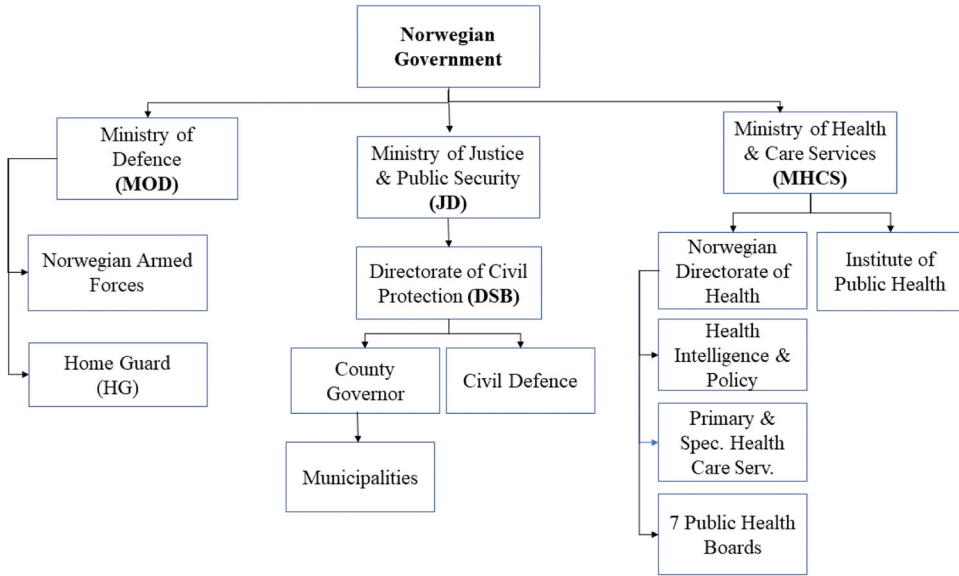 Norwegian
Government
Ministry of
Defence
(MOD)
Ministry of Justice
& Public Security
(JD)
Ministry of Health
& Care Services
(MHCS)
Norwegian Armed
Forces
Home Guard
(HG)
Directorate of Civil
Protection (DSB)
County
Governor
Civil Defence
Municipalities
Norwegian
Directorate of
Health
Institute of
Public Health
Health
Intelligence &
Policy
Primary &
Spec. Health
Care Serv.
7 Public Health
Boards